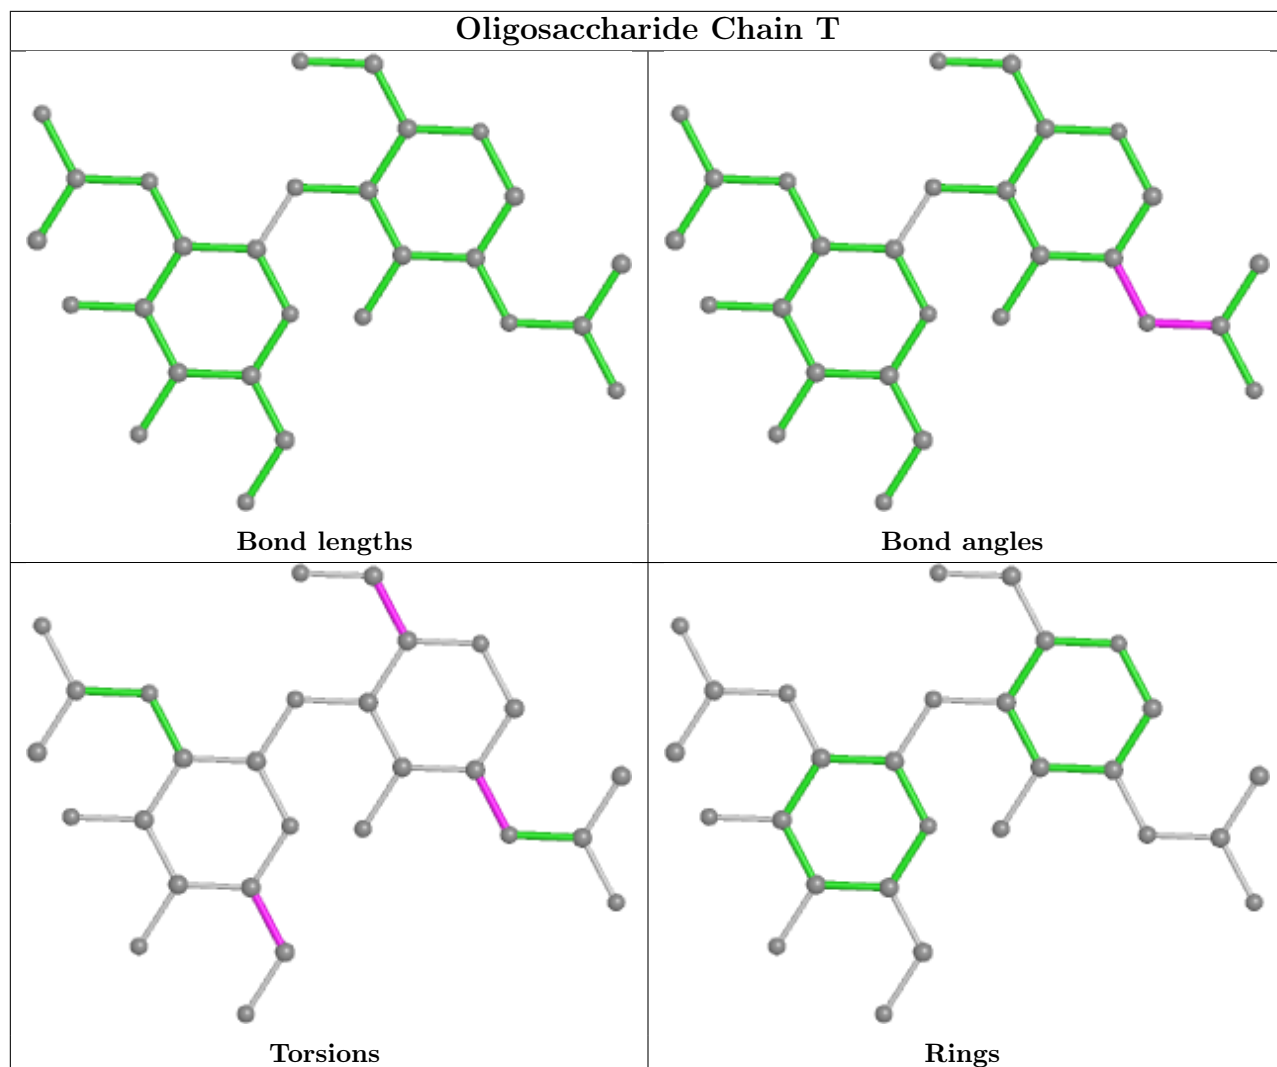 Oligosaccharide Chain T
Bond lengths
Bond angles
Torsions
Rings